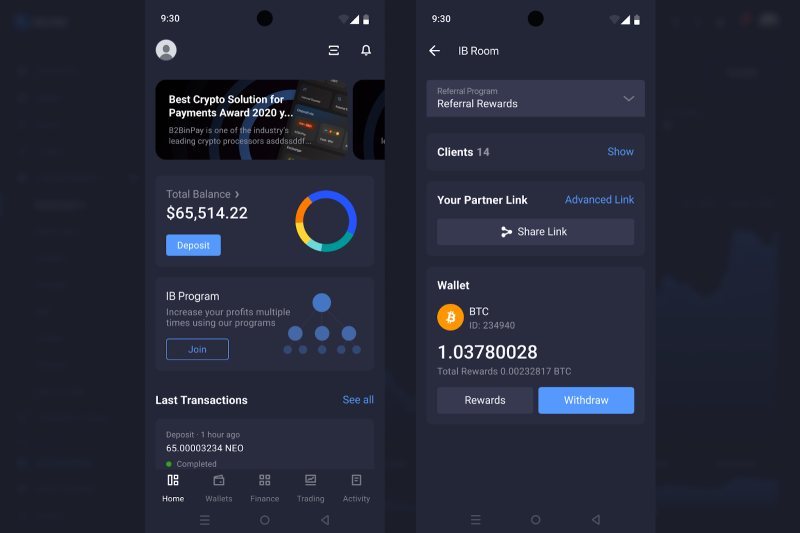 9:30
Best Crypto Solution for
Payments Award 2020 y...
B2BinPay is one of the industry's
leading crypto processors asddssddf...
Total Balance
$65,514.22
Deposit
IB Program
Increase your profits multiple
times using our programs
Join
Last Transactions
See all
Deposit · 1 hour ago
65.00003234 NEO
Completed
Home
Wallets
Finance
Trading
Activity
9:30
IB Room
Referral Program
Referral Rewards
Clients 14
Show
Your Partner Link
Advanced Link
Share Link
Wallet
BTC
ID: 234940
1.03780028
Total Rewards 0.00232817 BTC
Rewards
Withdraw